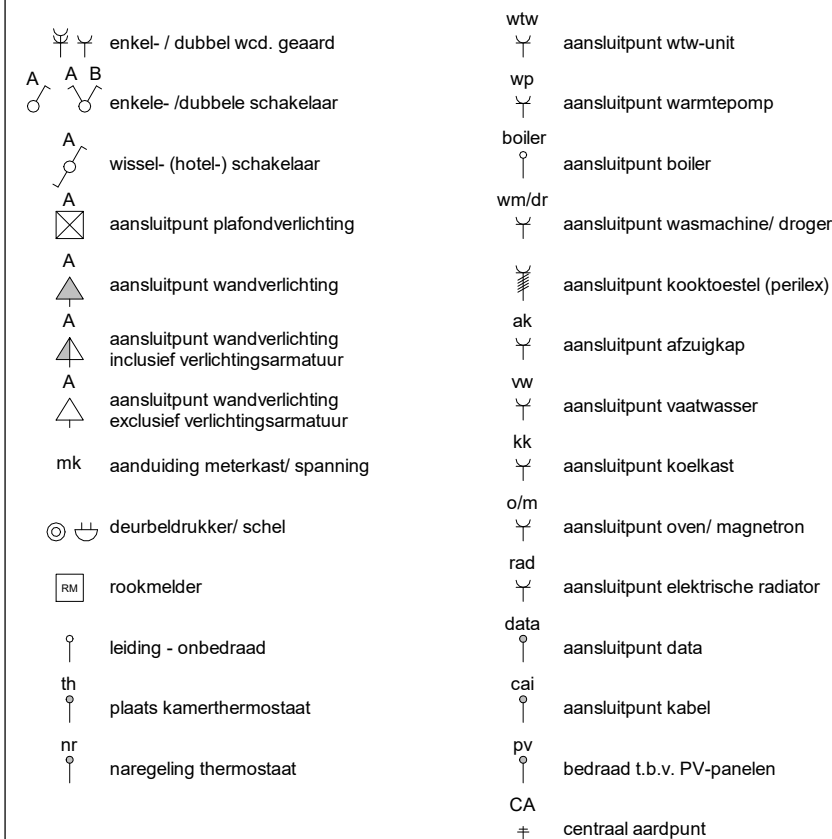 enkel- / dubbel wcd. geaard
A A B
enkele- /dubbele schakelaar
A
wissel- (hotel-) schakelaar
A
aansluitpunt plafondverlichting
A
aansluitpunt wandverlichting
A
aansluitpunt wandverlichting
inclusief verlichtingsarmatuur
A
aansluitpunt wandverlichting
exclusief verlichtingsarmatuur
mk aanduiding meterkast/ spanning
deurbeldrukker/ schel
RM rookmelder
leiding - onbedraad
th
plaats kamerthermostaat
nr
naregeling thermostaat
wtw
aansluitpunt wtw-unit
wp
aansluitpunt warmtepomp
boiler
aansluitpunt boiler
wm/dr
aansluitpunt wasmachine/ droger
aansluitpunt kooktoestel (perilex)
ak
aansluitpunt afzuigkap
vw
aansluitpunt vaatwasser
kk
aansluitpunt koelkast
o/m
aansluitpunt oven/ magnetron
rad
aansluitpunt elektrische radiator
data
aansluitpunt data
cai
aansluitpunt kabel
pv
bedraad t.b.v. PV-panelen
CA
centraal aardpunt